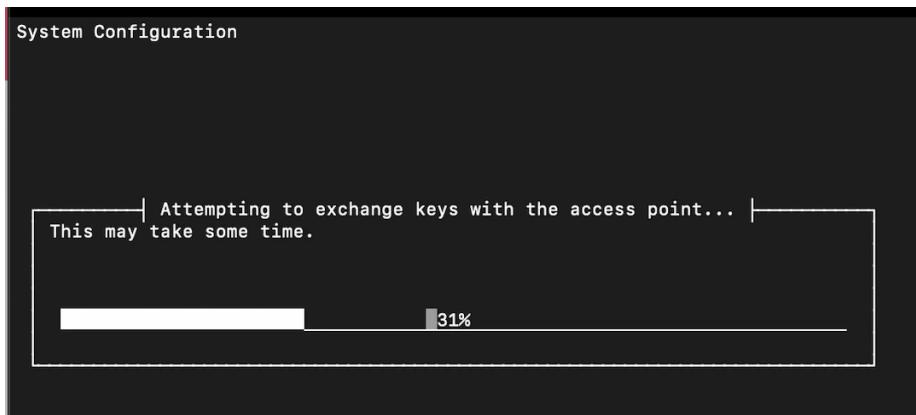 System Configuration
Attempting to exchange keys with the access point...
This may take some time.
31%